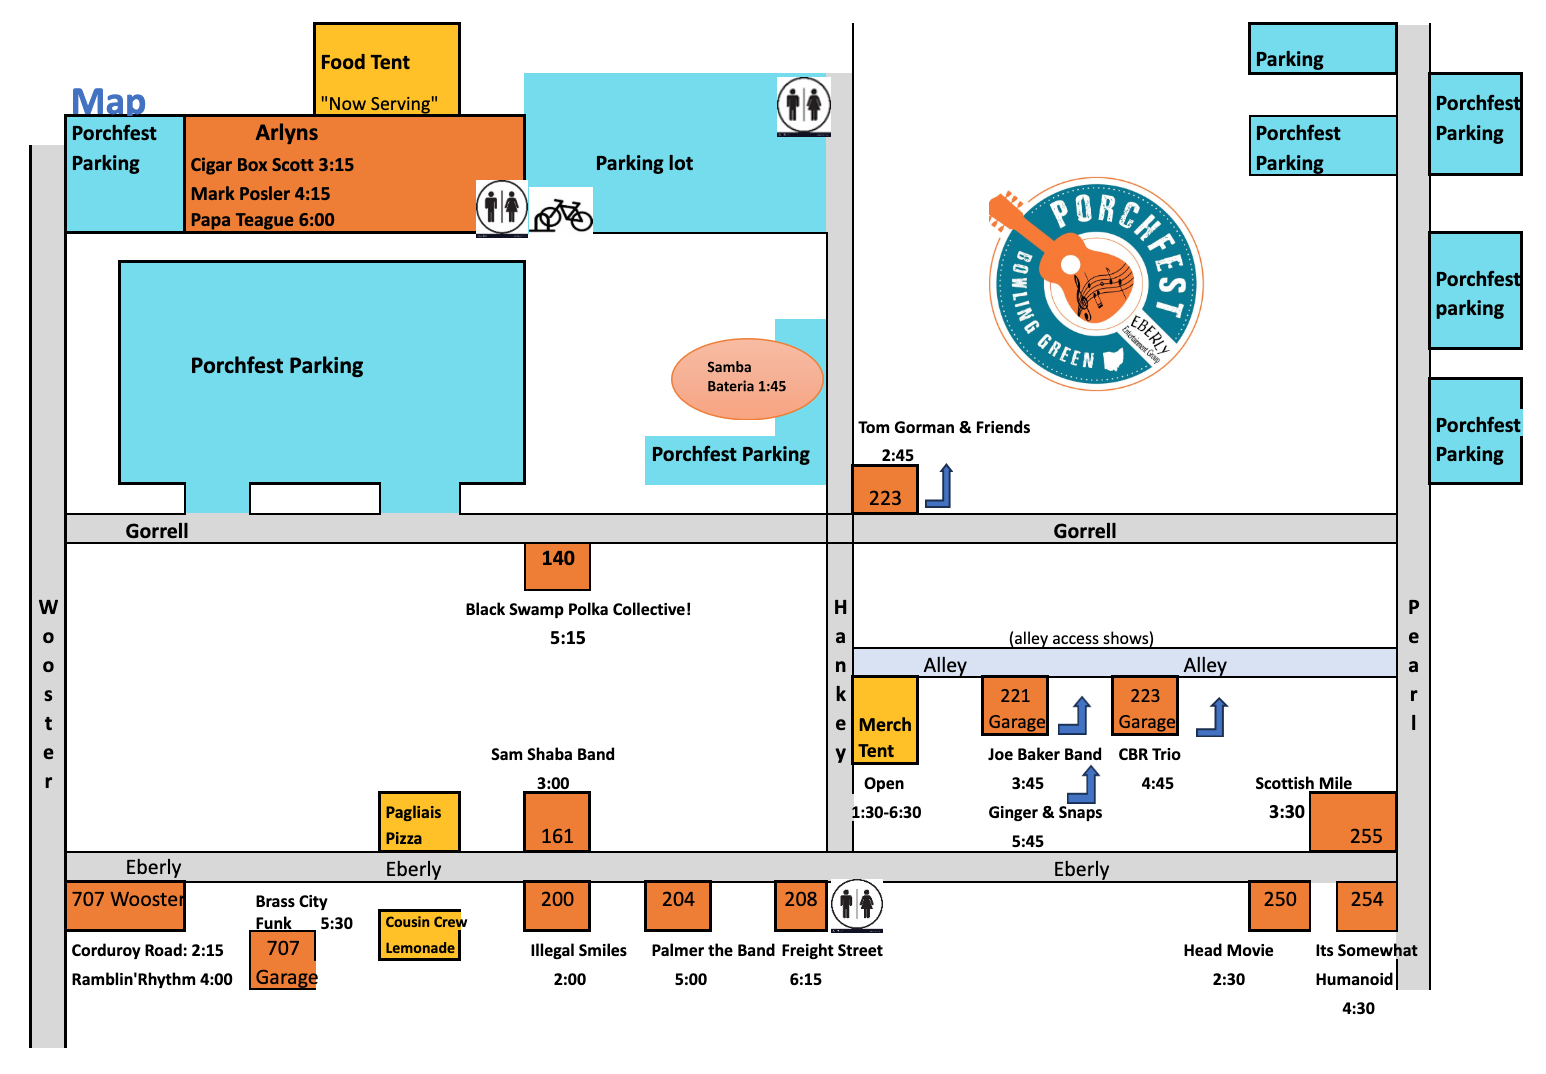 Map
Food Tent
"Now Serving"
Porchfest
Parking
Arlyns
Cigar Box Scott 3:15
Mark Posler 4:15
Papa Teague 6:00
Parking lot
Parking
Porchfest
Parking
Porchfest
Parking
PORCHFEST
BOWLING GREEN
EBERLY
Entertainment Group
Porchfest
parking
Porchfest Parking
Samba
Bateria 1:45
Porchfest Parking
Tom Gorman & Friends
2:45
223
Porchfest
Parking
Gorrell
Gorrell
140
Black Swamp Polka Collective!
5:15
Wooster
Hankey
Pearl
(alley access shows)
Alley
Alley
Merch
Tent
Open
1:30-6:30
221
Garage
Joe Baker Band
3:45
Ginger & Snaps
5:45
223
Garage
CBR Trio
4:45
Scottish Mile
3:30
255
Sam Shaba Band
3:00
161
Pagliais
Pizza
Eberly
Eberly
Eberly
707 Wooster
Corduroy Road: 2:15
Ramblin'Rhythm 4:00
Brass City
Funk 5:30
707
Garage
Cousin Crew
Lemonade
200
Illegal Smiles
2:00
204
Palmer the Band
5:00
208
Freight Street
6:15
250
Head Movie
2:30
254
Its Somewhat
Humanoid
4:30